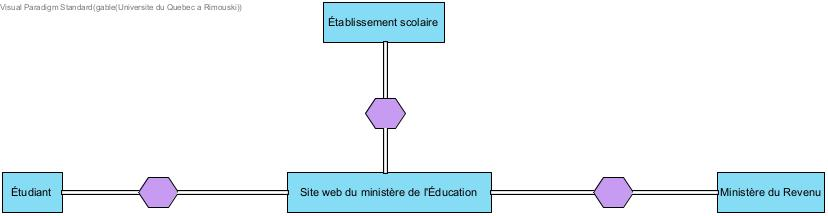 Visual Paradigm Standard(gable(Universite du Quebec a Rimouski))
Établissement scolaire
Étudiant
Site web du ministère de l'Éducation
Ministère du Revenu